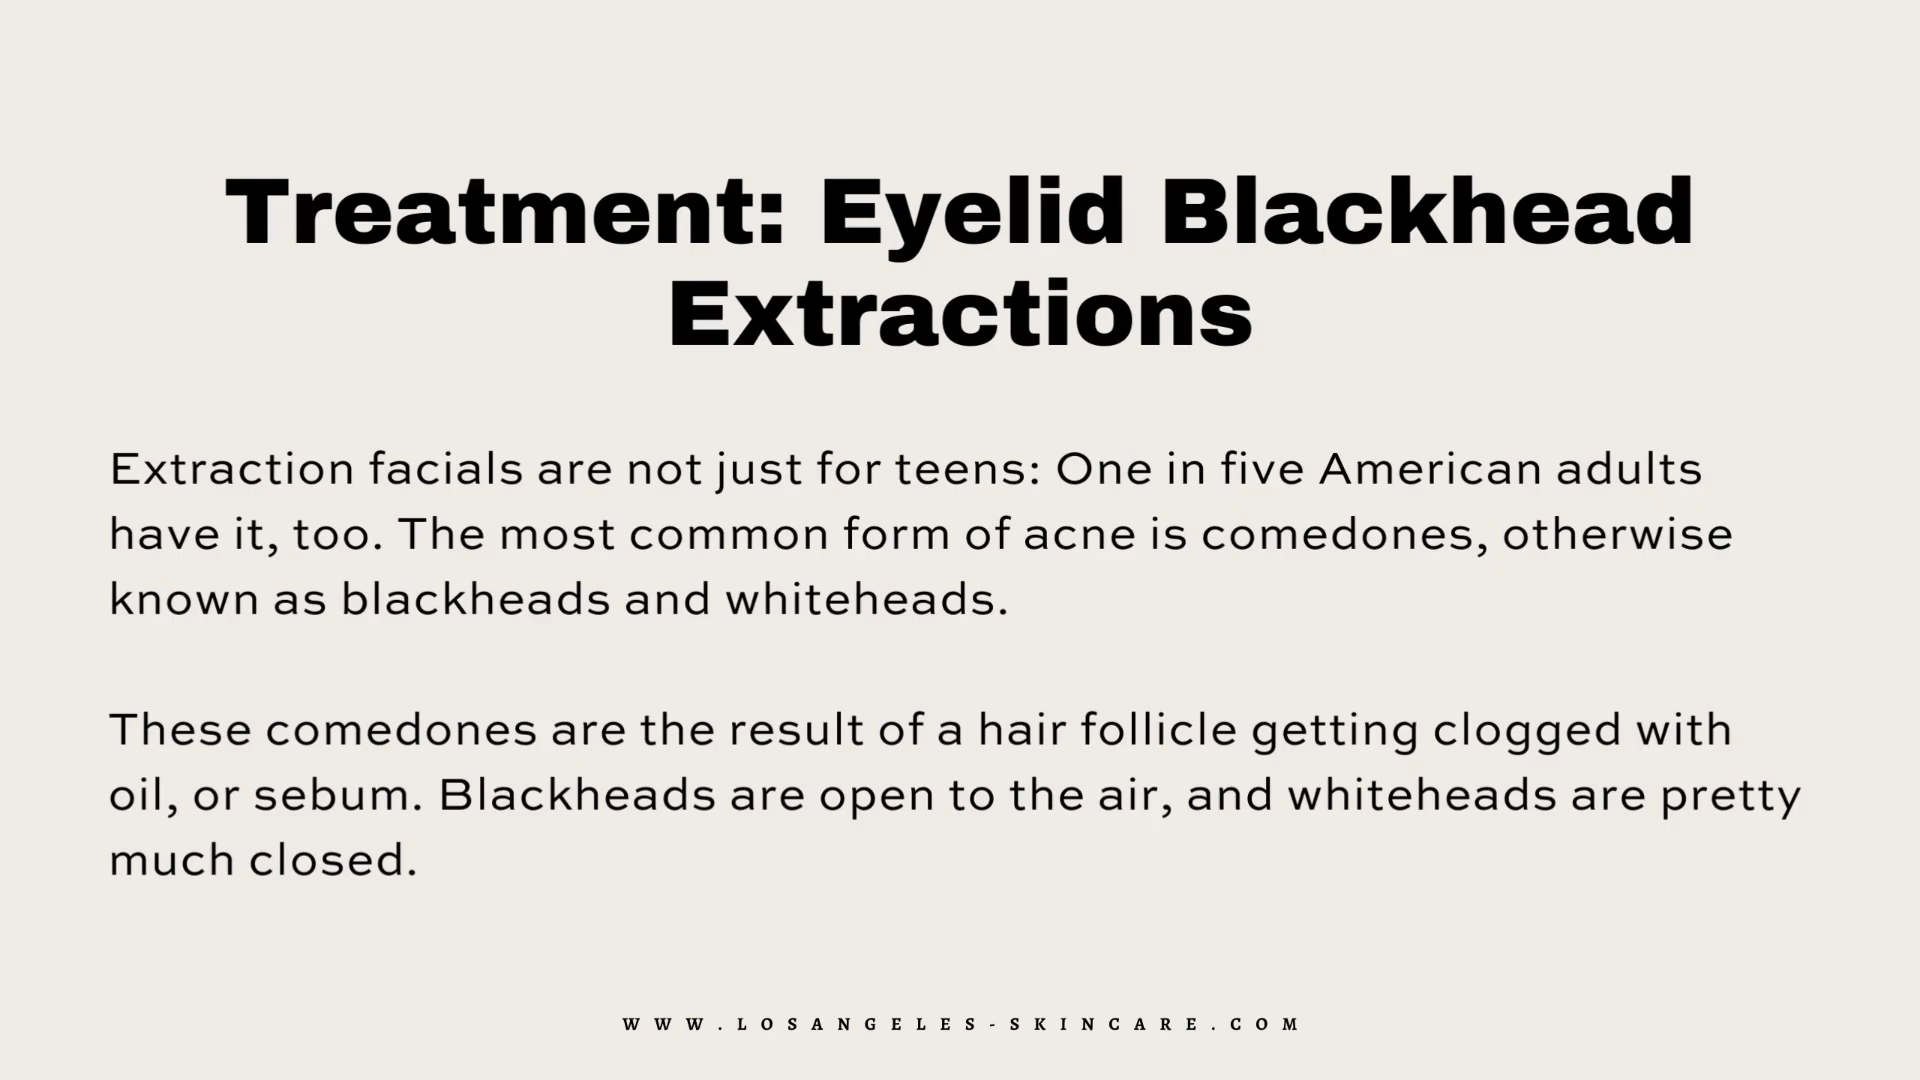 Treatment: Eyelid Blackhead
Extractions
Extraction facials are not just for teens: One in five American adults
have it, too. The most common form of acne is comedones, otherwise
known as blackheads and whiteheads.
These comedones are the result of a hair follicle getting clogged with
oil, or sebum. Blackheads are open to the air, and whiteheads are pretty
much closed.
WWW.LOSANGELES-SKINCARE.COM